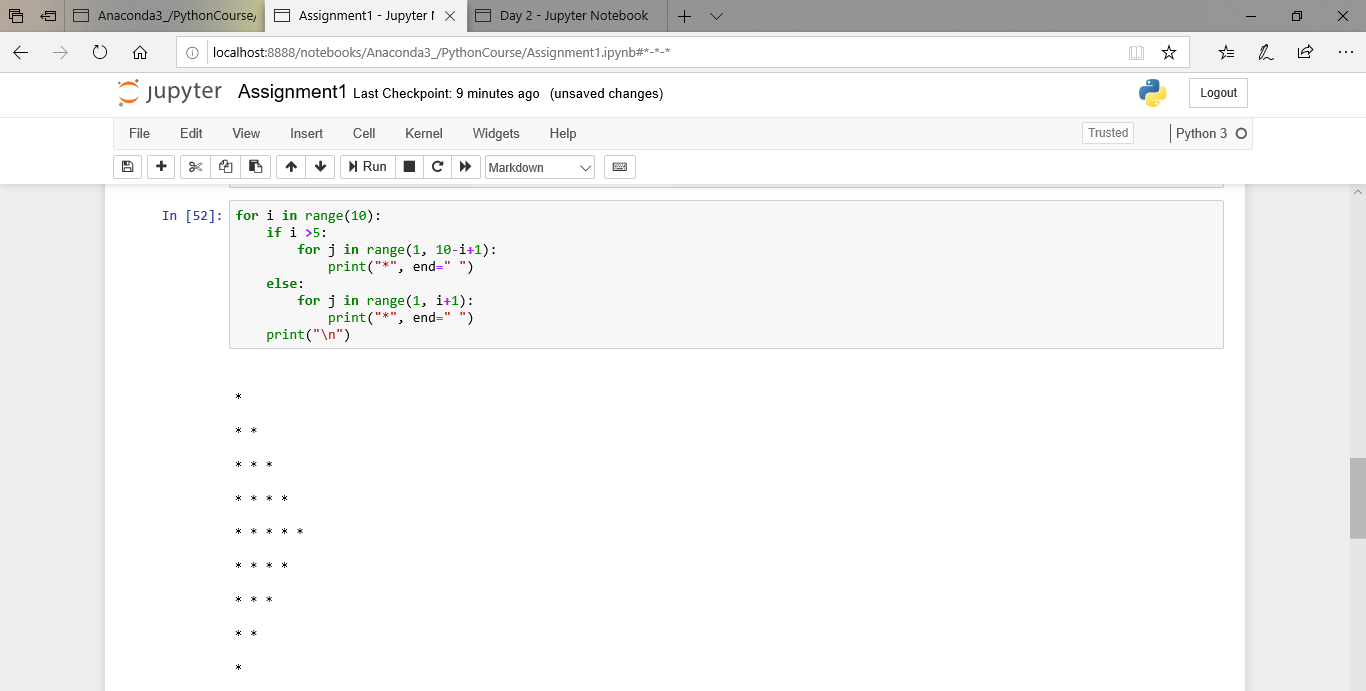 Anaconda3_/PythonCourse/ Assignment1 - Jupyter N Day 2 - Jupyter Notebook
localhost:8888/notebooks/Anaconda3_/PythonCourse/Assignment1.ipynb#*-*-*
jupyter Assignment1 Last Checkpoint: 9 minutes ago (unsaved changes) Logout
File Edit View Insert Cell Kernel Widgets Help Trusted Python 3
Run Markdown
In [52]: for i in range(10):
    if i >5:
        for j in range(1, 10-i+1):
            print("*", end=" ")
    else:
        for j in range(1, i+1):
            print("*", end=" ")
    print("\n")
*
* *
* * *
* * * *
* * * * *
* * * *
* * *
* *
*